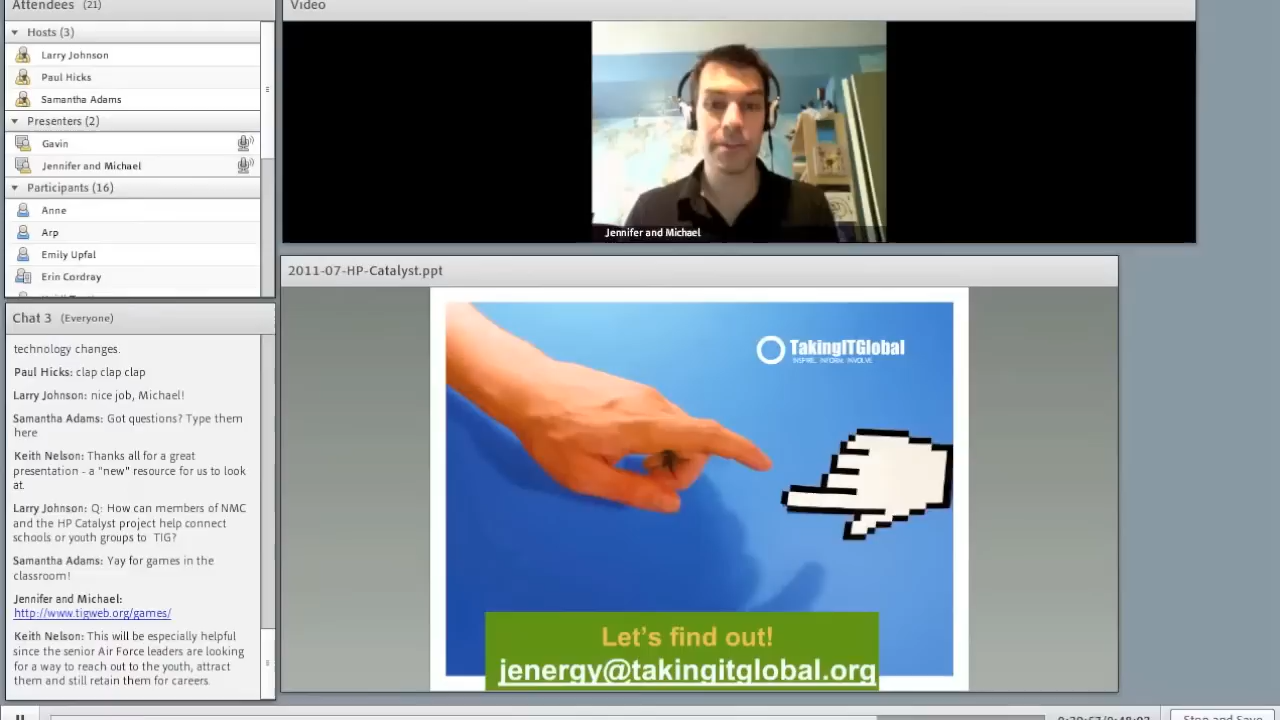 Attendees (21)
Hosts (3)
Larry Johnson
Paul Hicks
Samantha Adams
Presenters (2)
Gavin
Jennifer and Michael
Participants (16)
Anne
Arp
Emily Upfal
Erin Cordray
Chat 3 (Everyone)
technology changes.
Paul Hicks: clap clap clap
Larry Johnson: nice job, Michael!
Samantha Adams: Got questions? Type them
here
Keith Nelson: Thanks all for a great
presentation - a "new" resource for us to look
at.
Larry Johnson: Q: How can members of NMC
and the HP Catalyst project help connect
schools or youth groups to TIG?
Samantha Adams: Yay for games in the
classroom!
Jennifer and Michael:
http://www.tigweb.org/games/
Keith Nelson: This will be especially helpful
since the senior Air Force leaders are looking
for a way to reach out to the youth, attract
them and still retain them for careers.
Video
Jennifer and Michael
2011-07-HP-Catalyst.ppt
TakingITGlobal
INSPIRE. INFORM. INVOLVE.
Let's find out!
jenergy@takingitglobal.org
Stop and Save